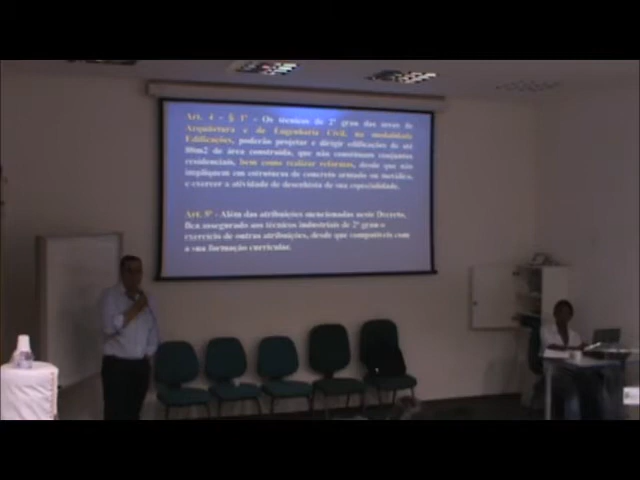 Art. 4 - § 1º - Os técnicos de 2º grau das áreas de
Arquitetura e de Engenharia Civil, na modalidade
Edificações, poderão projetar e dirigir edificações de até
80m2 de área construída, que não constituam conjuntos
residenciais, bem como realizar reformas, desde que não
impliquem em estruturas de concreto armado ou metálica,
e exercer a atividade de desenhista de sua especialidade.
Art. 5º - Além das atribuições mencionadas neste Decreto,
fica assegurado aos técnicos industriais de 2º grau o
exercício de outras atribuições, desde que compatíveis com
a sua formação curricular.